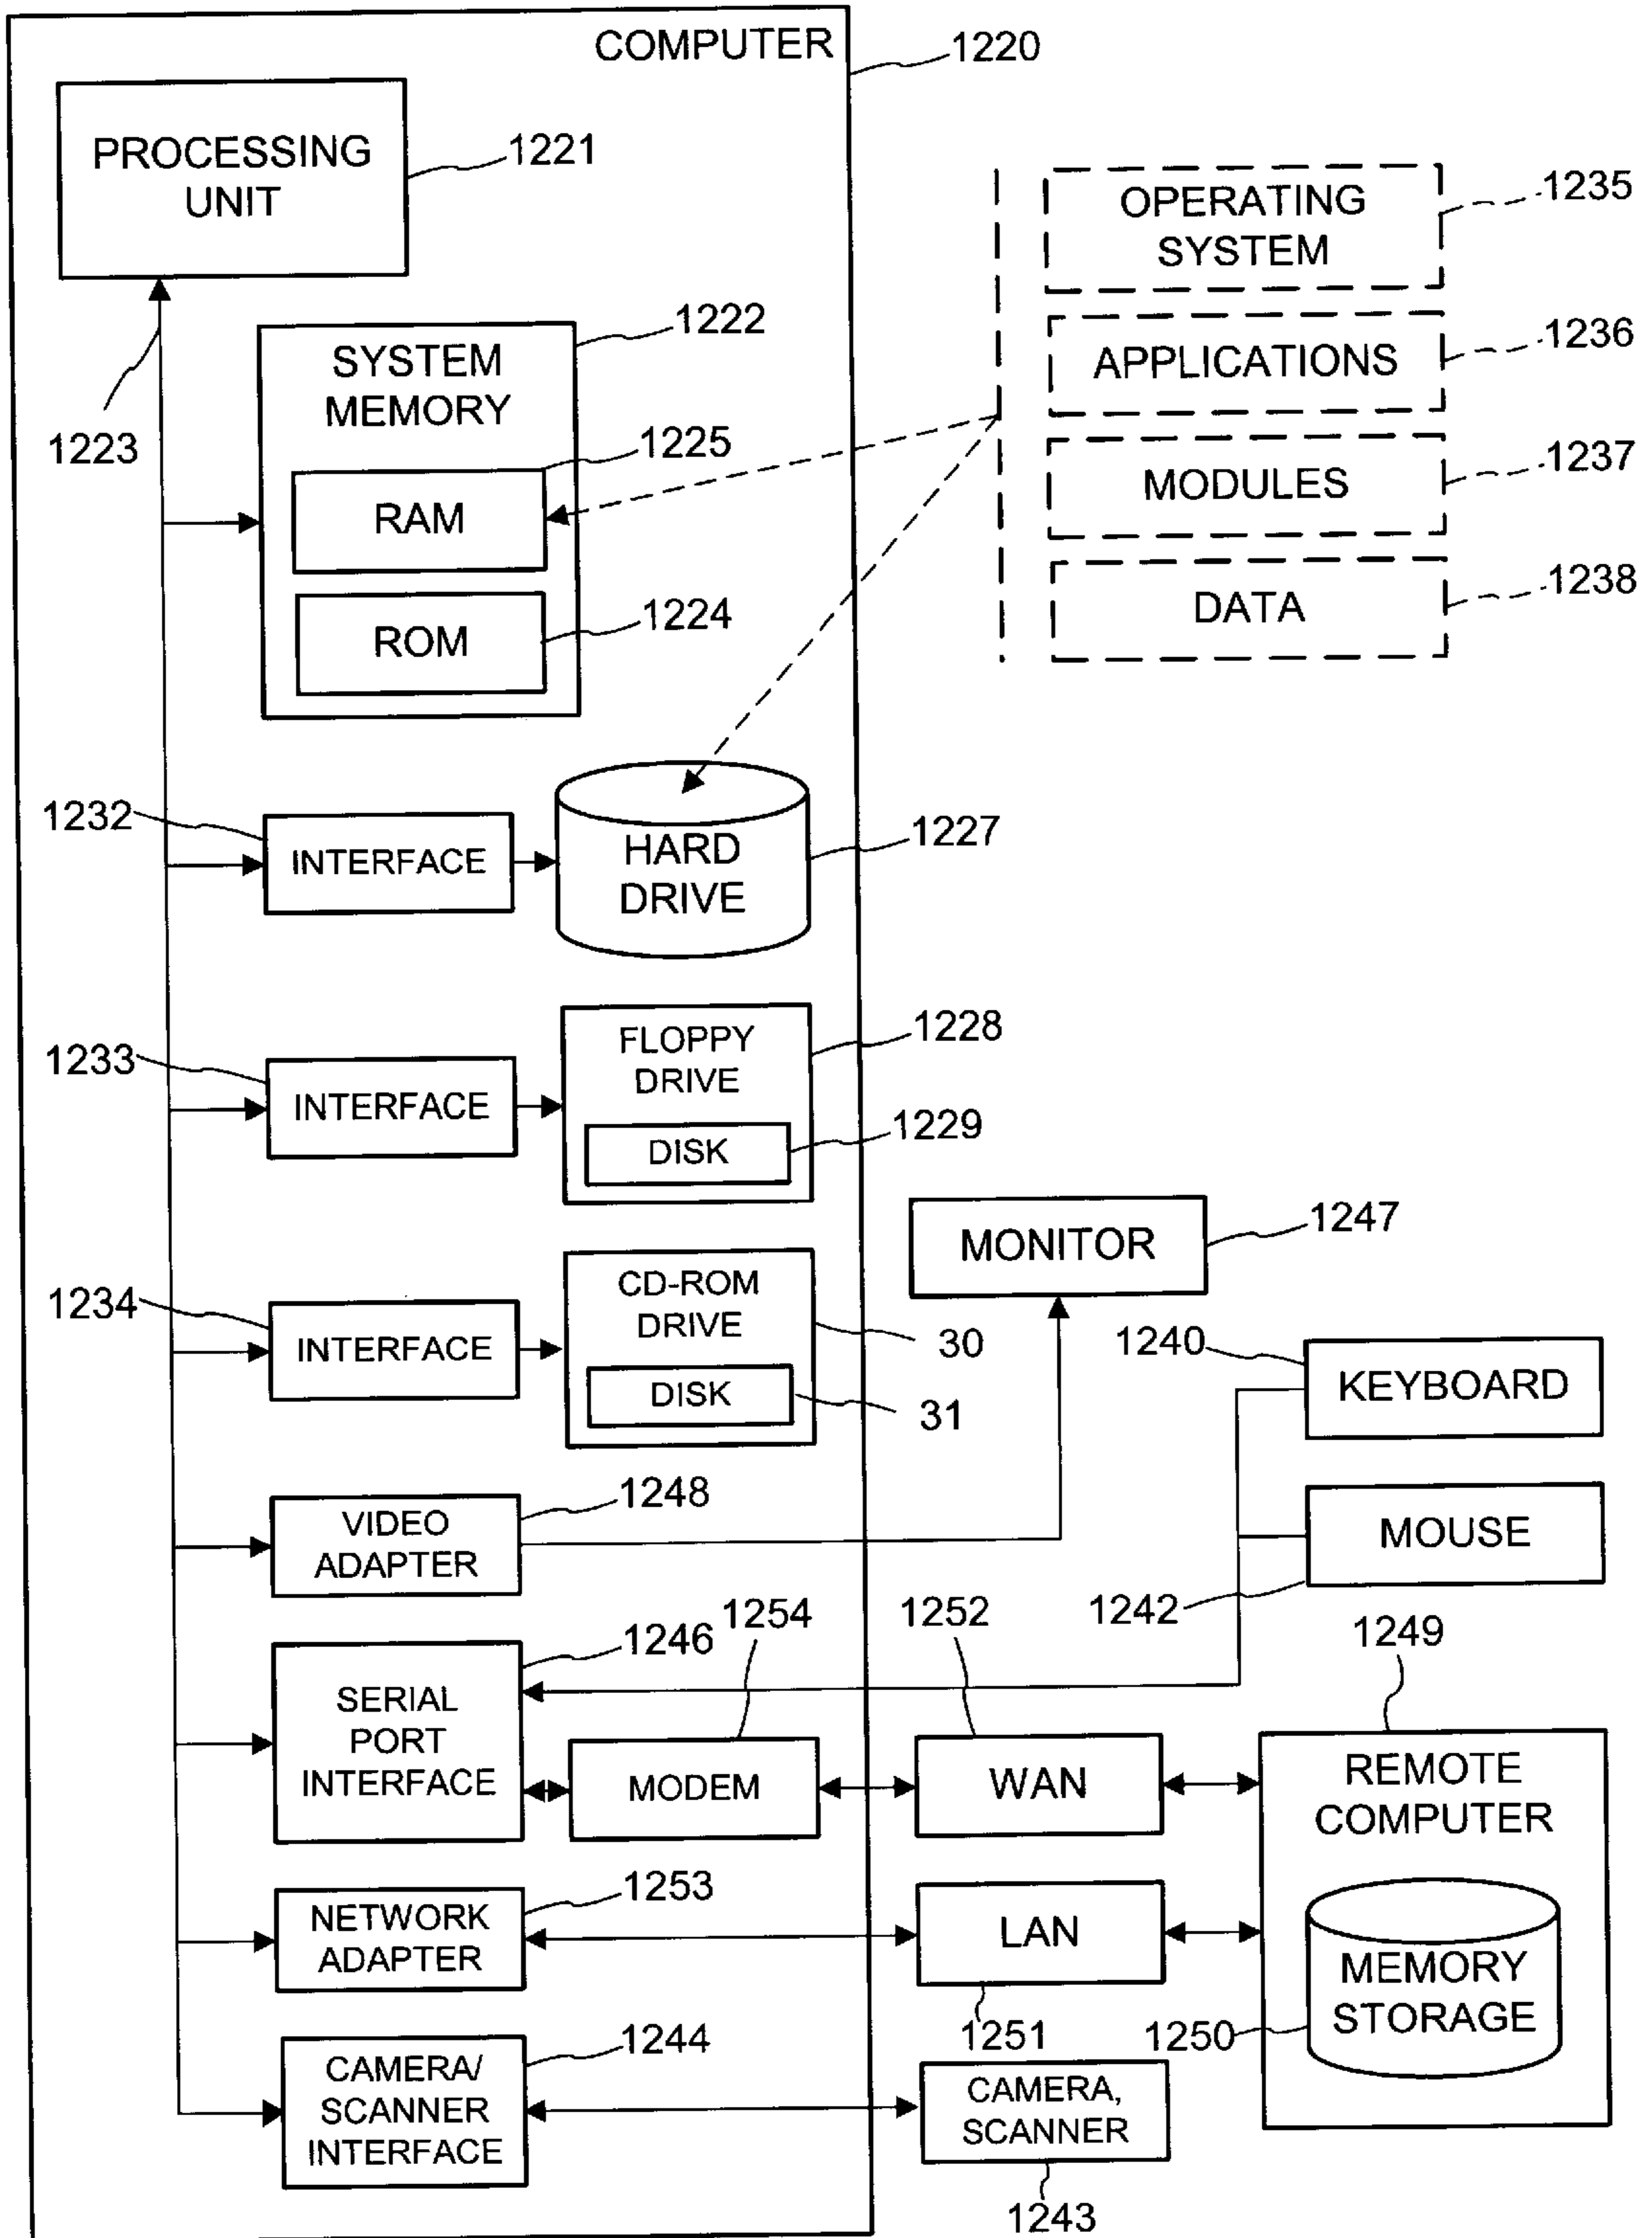 COMPUTER
1220
PROCESSING
UNIT
1221
1223
SYSTEM
MEMORY
1222
RAM
1225
ROM
1224
OPERATING
SYSTEM
1235
APPLICATIONS
1236
MODULES
1237
DATA
1238
1232
INTERFACE
HARD
DRIVE
1227
1233
INTERFACE
FLOPPY
DRIVE
1228
DISK
1229
1234
INTERFACE
CD-ROM
DRIVE
30
DISK
31
MONITOR
1247
1240
KEYBOARD
MOUSE
1242
VIDEO
ADAPTER
1248
SERIAL
PORT
INTERFACE
1246
MODEM
1254
WAN
1252
REMOTE
COMPUTER
1249
MEMORY
STORAGE
1250
NETWORK
ADAPTER
1253
LAN
1251
CAMERA/
SCANNER
INTERFACE
1244
CAMERA,
SCANNER
1243